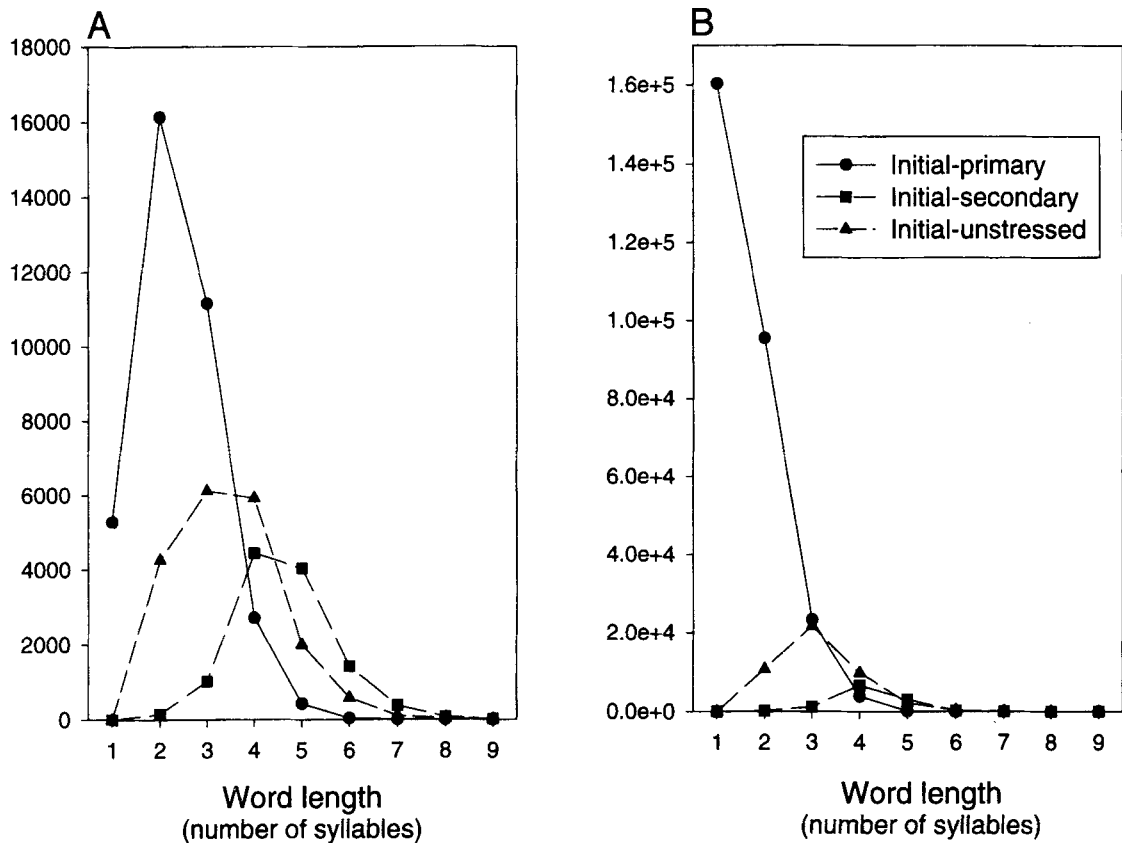 A
18000
16000
14000
12000
10000
8000
6000
4000
2000
0
1 2 3 4 5 6 7 8 9
Word length
(number of syllables)
B
1.6e+5
1.4e+5
1.2e+5
1.0e+5
8.0e+4
6.0e+4
4.0e+4
2.0e+4
0.0e+0
Initial-primary
Initial-secondary
Initial-unstressed
1 2 3 4 5 6 7 8 9
Word length
(number of syllables)